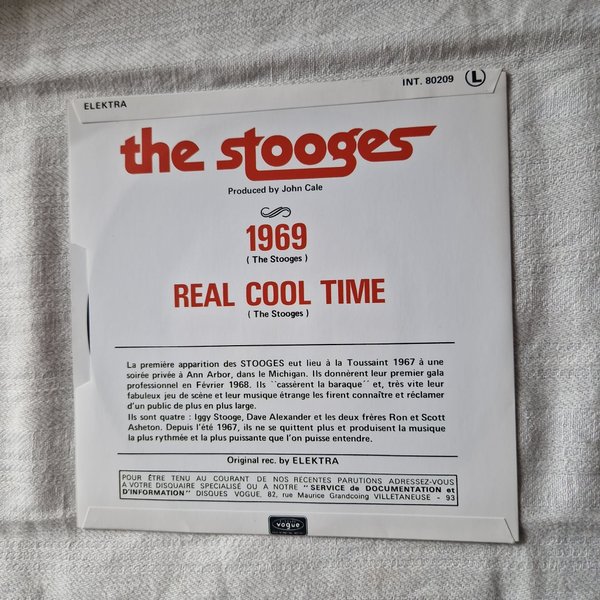 ELEKTRA
INT. 80209 L
the stooges
Produced by John Cale
1969
( The Stooges )
REAL COOL TIME
( The Stooges )
La première apparition des STOOGES eut lieu à la Toussaint 1967 à une
soirée privée à Ann Arbor, dans le Michigan. Ils donnèrent leur premier gala
professionnel en Février 1968. Ils ``cassèrent la baraque´´ et, très vite leur
fabuleux jeu de scène et leur musique étrange les firent connaître et réclamer
d'un public de plus en plus large.
Ils sont quatre : Iggy Stooge, Dave Alexander et les deux frères Ron et Scott
Asheton. Depuis l'été 1967, ils ne se quittent plus et produisent la musique
la plus rythmée et la plus puissante que l'on puisse entendre.
Original rec. by ELEKTRA
POUR ÊTRE TENU AU COURANT DE NOS RÉCENTES PARUTIONS ADRESSEZ-VOUS
A VOTRE DISQUAIRE SPECIALISÉ OU A NOTRE "SERVICE de DOCUMENTATION et
D'INFORMATION" DISQUES VOGUE, 82, rue Maurice Grandcoing VILLETANEUSE - 93
vogue